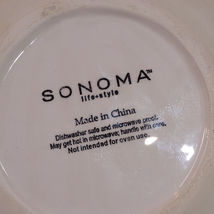 SONOMA™
life+style
Made in China
Dishwasher safe and microwave proof.
May get hot in microwave; handle with care.
Not intended for oven use.